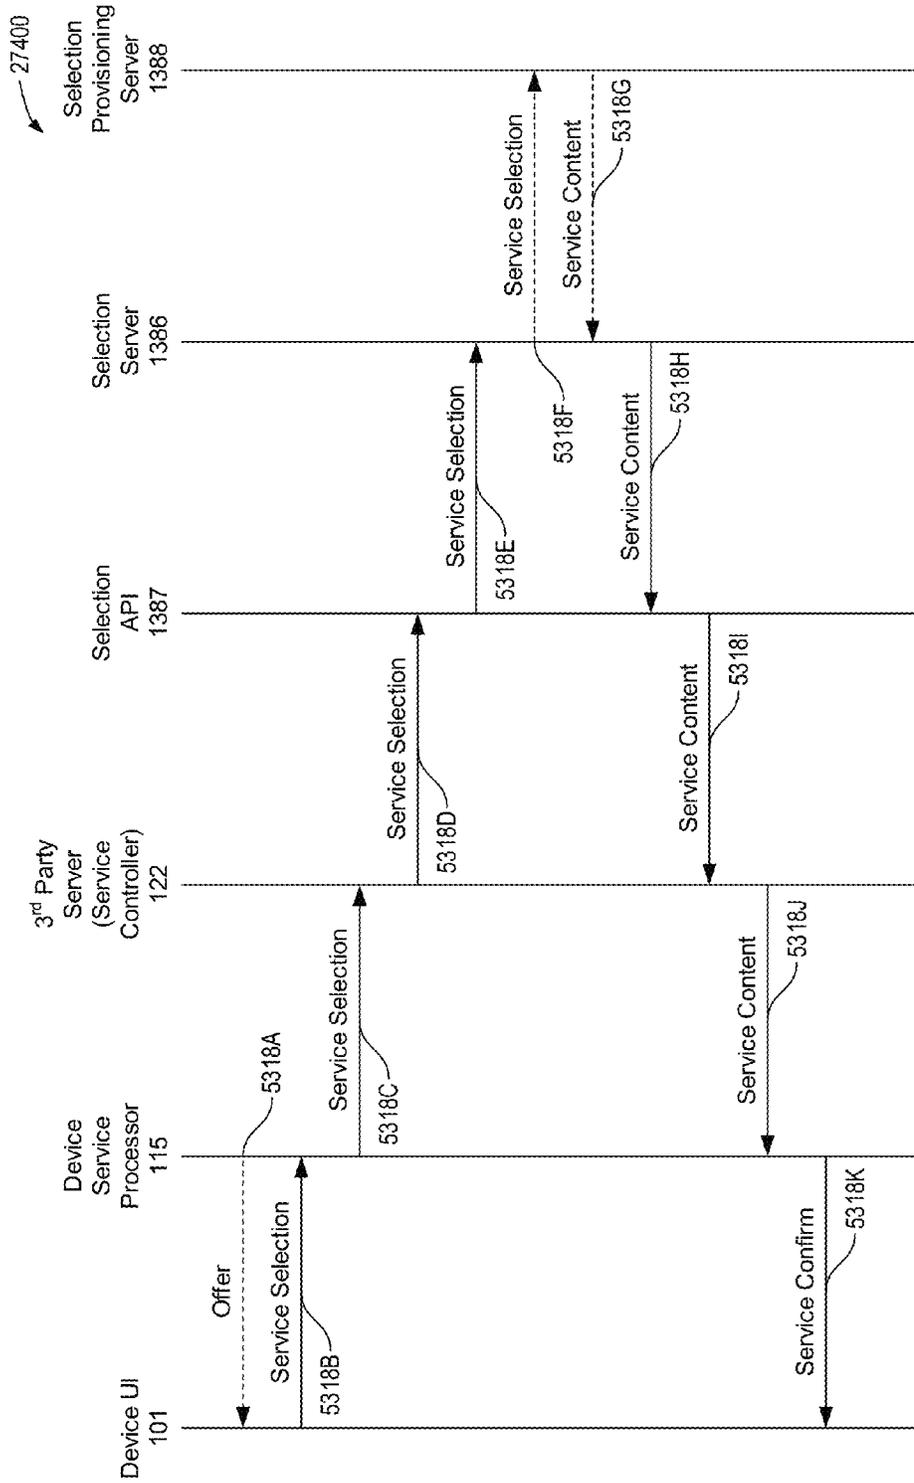 27400
Device UI
101
Device
Service
Processor
115
3rd Party
Server
(Service
Controller)
122
Selection
API
1387
Selection
Server
1386
Selection
Provisioning
Server
1388
Offer
5318A
Service Selection
5318B
Service Selection
5318C
Service Selection
5318D
Service Selection
5318E
Service Selection
5318F
Service Content
5318G
Service Content
5318H
Service Content
5318I
Service Content
5318J
Service Confirm
5318K